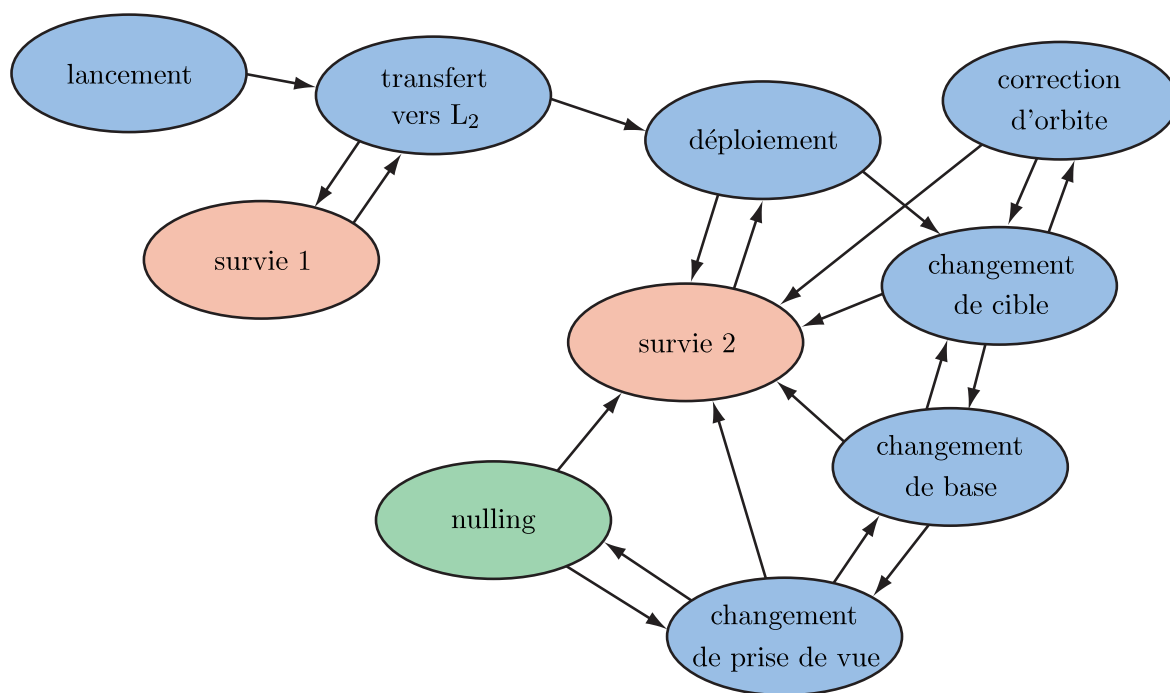 lancement
transfert
vers L₂
déploiement
correction
d'orbite
survie 1
changement
de cible
survie 2
changement
de base
nulling
changement
de prise de vue